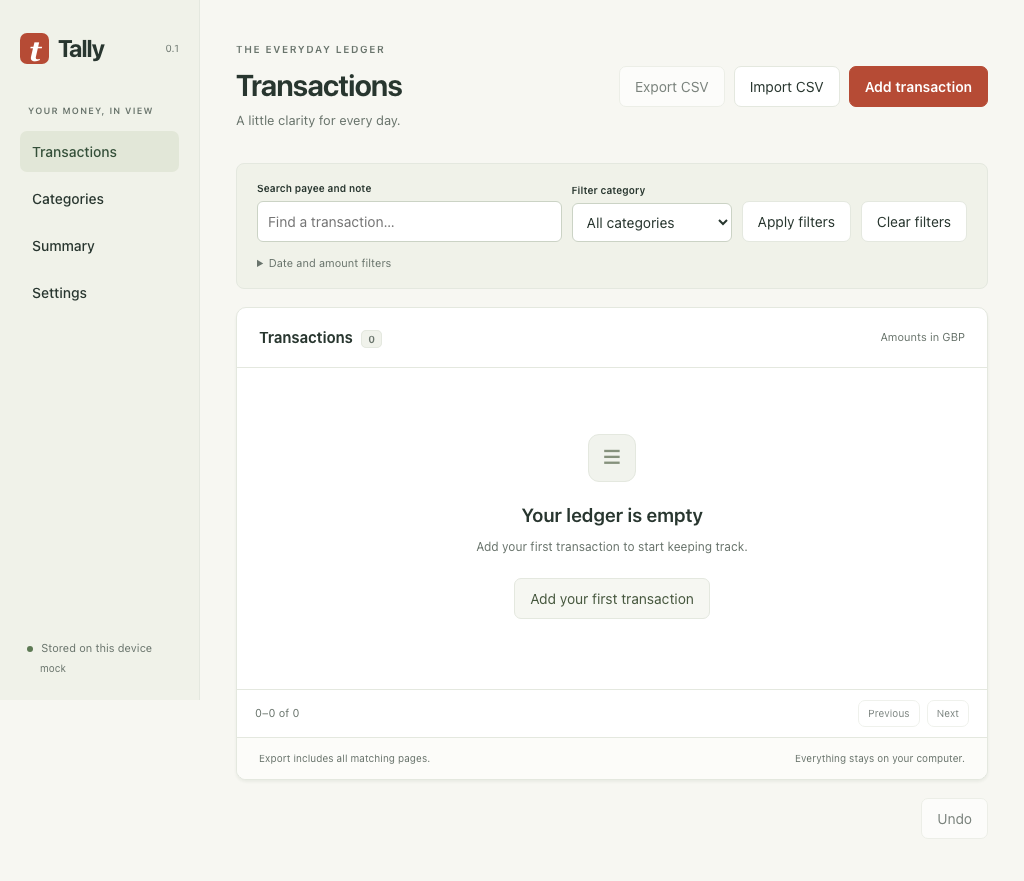 t Tally 0.1
YOUR MONEY, IN VIEW
Transactions
Categories
Summary
Settings
Stored on this device
mock
THE EVERYDAY LEDGER
Transactions
A little clarity for every day.
Export CSV Import CSV Add transaction
Search payee and note Filter category
Find a transaction... All categories Apply filters Clear filters
Date and amount filters
Transactions 0 Amounts in GBP
Your ledger is empty
Add your first transaction to start keeping track.
Add your first transaction
0–0 of 0 Previous Next
Export includes all matching pages. Everything stays on your computer.
Undo